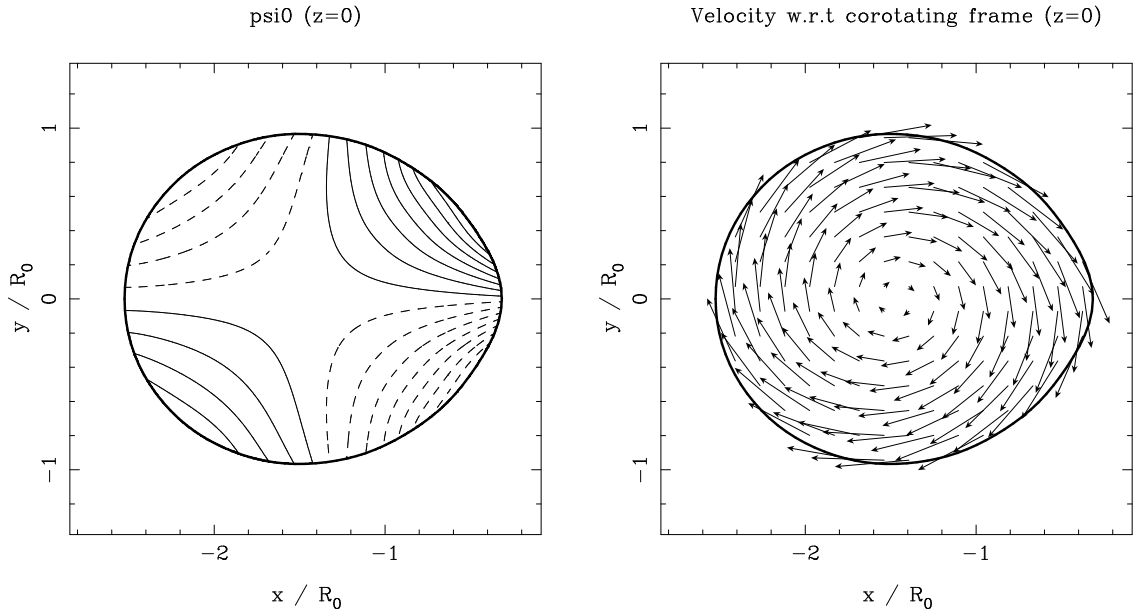 psi0 (z=0)
1
0
−1
y / R0
−2 −1
x / R0
Velocity w.r.t corotating frame (z=0)
1
0
−1
y / R0
−2 −1
x / R0